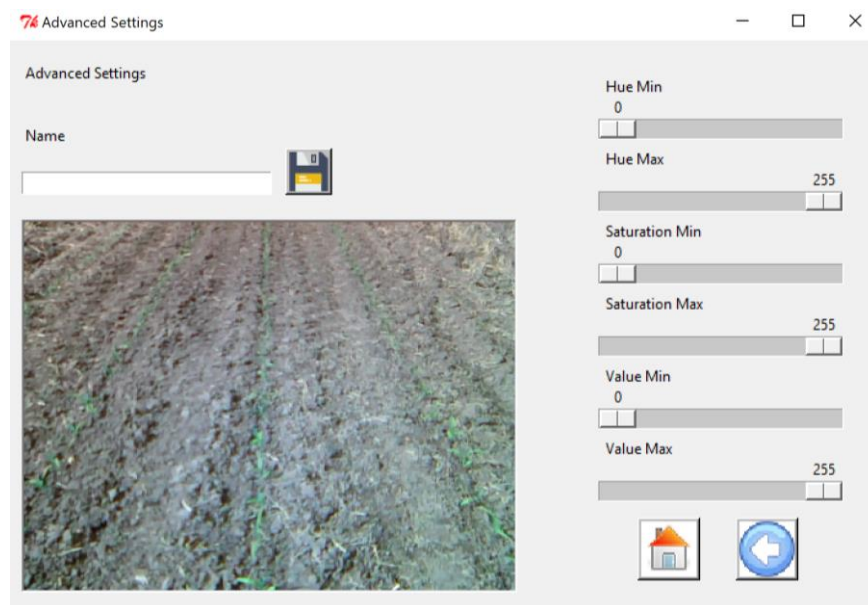 Advanced Settings
Advanced Settings
Name
Hue Min
0
Hue Max
255
Saturation Min
0
Saturation Max
255
Value Min
0
Value Max
255